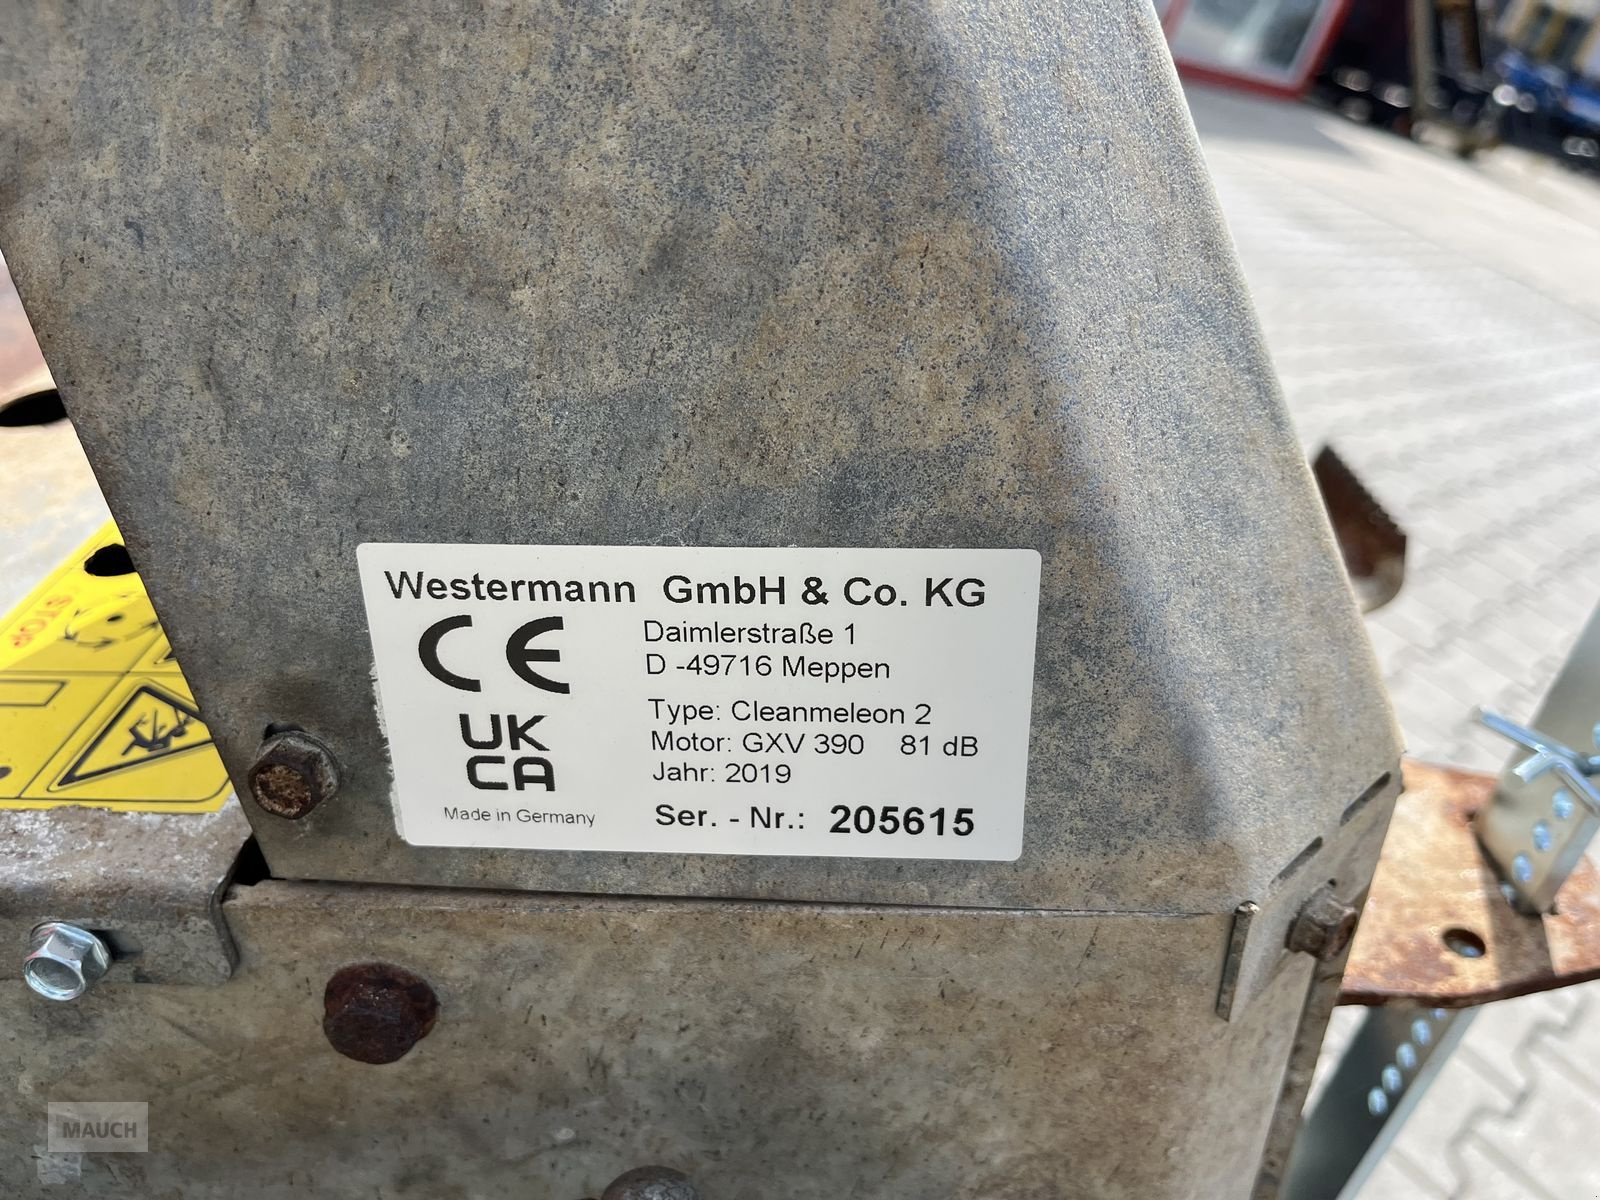 Westermann GmbH & Co. KG
CE
Daimlerstraße 1
D -49716 Meppen
UK
CA
Type: Cleanmeleon 2
Motor: GXV 390 81 dB
Jahr: 2019
Made in Germany
Ser. - Nr.: 205615
STOP
MAUCH